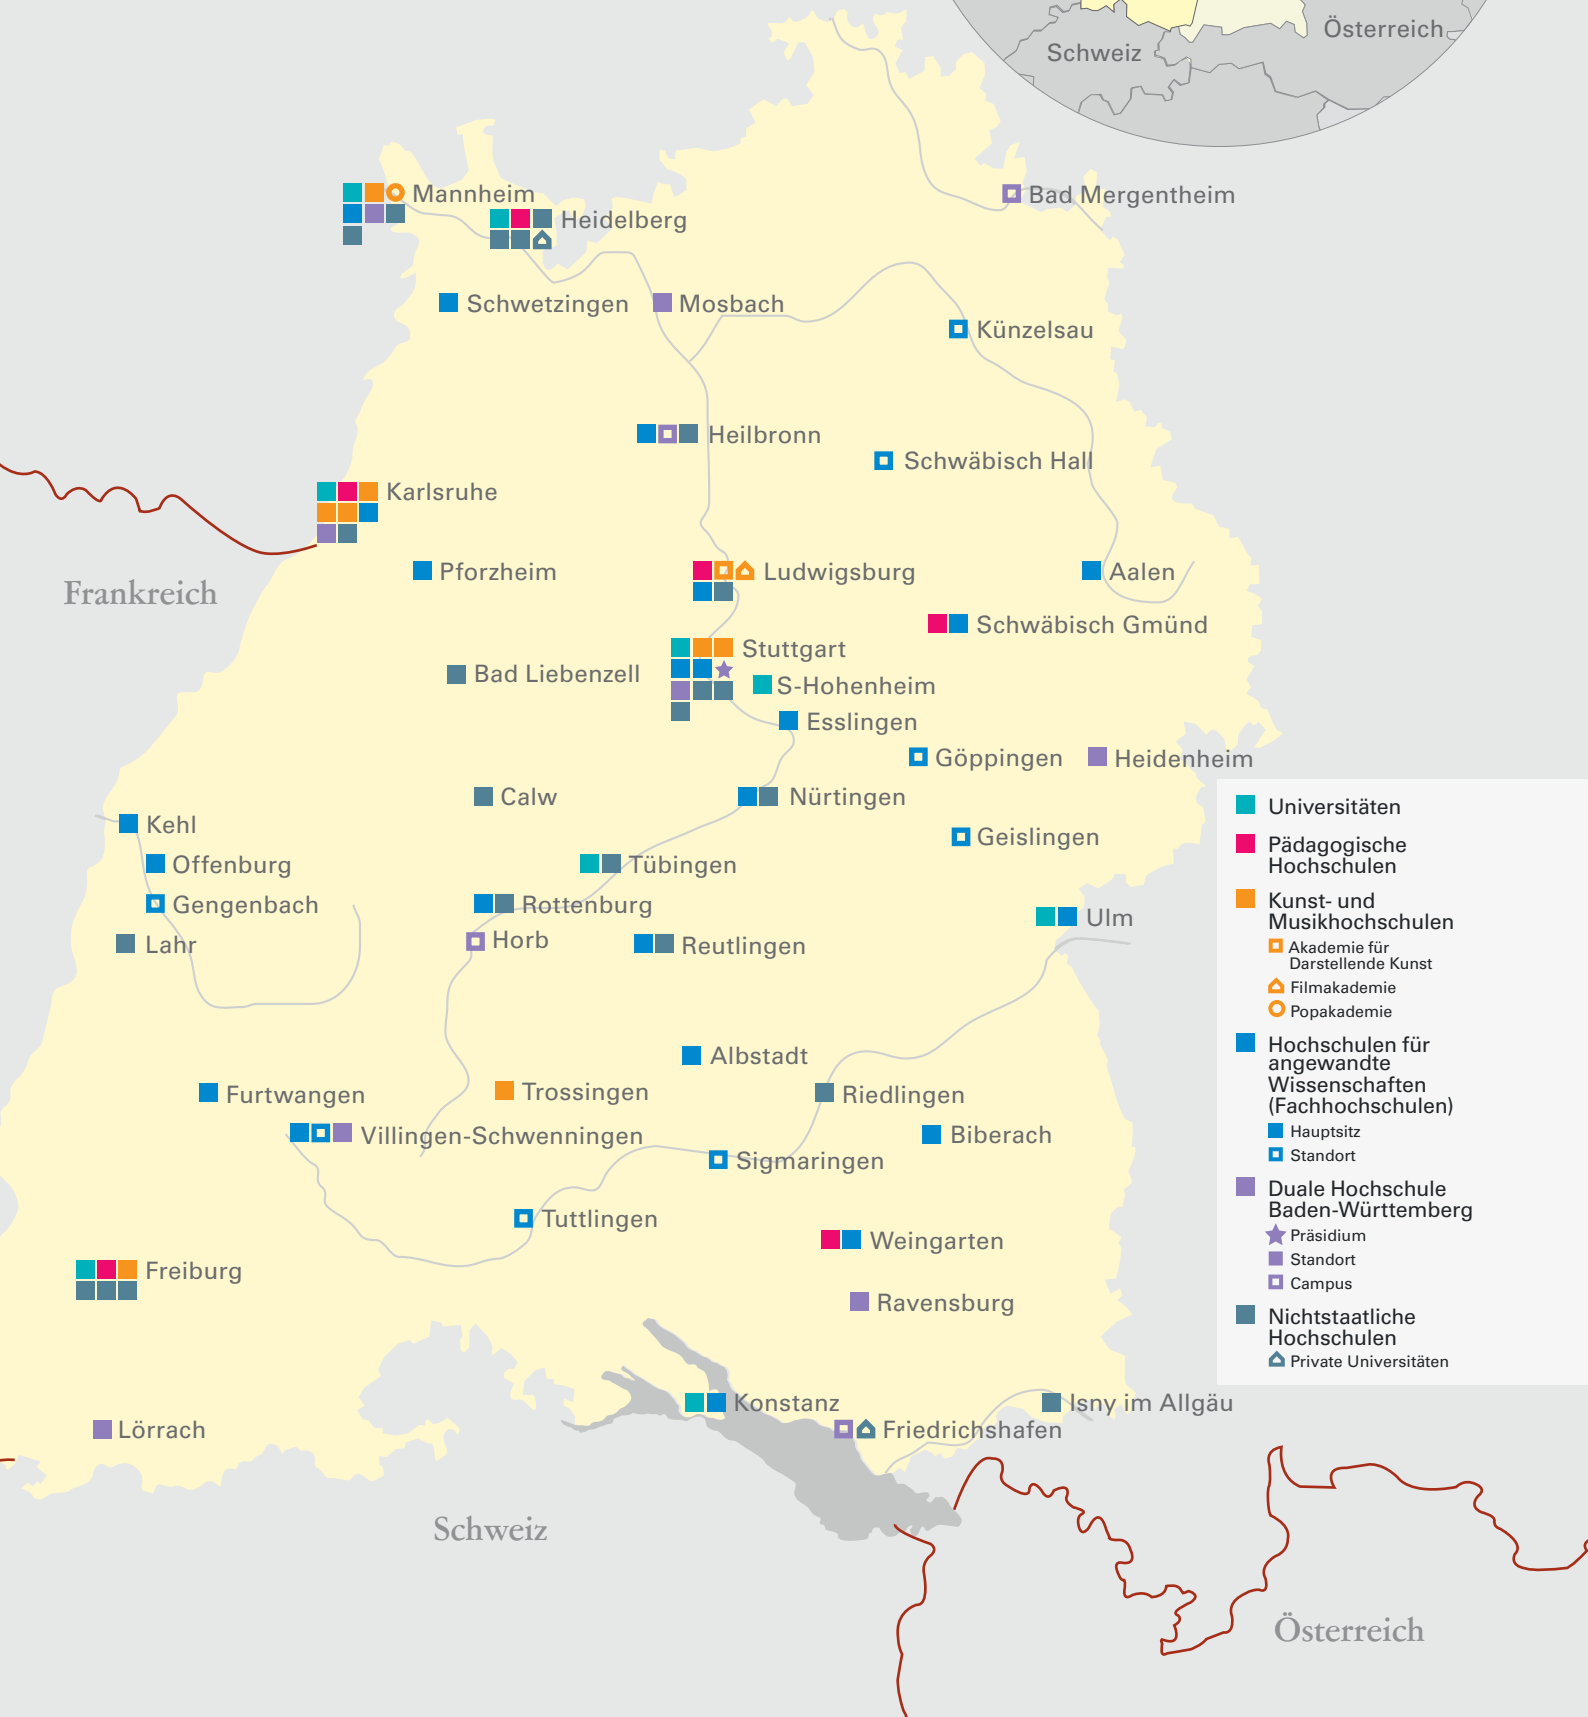 Österreich
Schweiz
Mannheim
Bad Mergentheim
Heidelberg
Schwetzingen
Mosbach
Künzelsau
Heilbronn
Schwäbisch Hall
Karlsruhe
Pforzheim
Ludwigsburg
Aalen
Frankreich
Schwäbisch Gmünd
Stuttgart
Bad Liebenzell
S-Hohenheim
Esslingen
Göppingen
Heidenheim
Calw
Nürtingen
Kehl
Geislingen
Offenburg
Tübingen
Gengenbach
Rottenburg
Ulm
Lahr
Horb
Reutlingen
Albstadt
Furtwangen
Trossingen
Riedlingen
Villingen-Schwenningen
Biberach
Sigmaringen
Tuttlingen
Weingarten
Freiburg
Ravensburg
Konstanz
Isny im Allgäu
Lörrach
Friedrichshafen
Schweiz
Österreich
Universitäten
Pädagogische
Hochschulen
Kunst- und
Musikhochschulen
Akademie für
Darstellende Kunst
Filmakademie
Popakademie
Hochschulen für
angewandte
Wissenschaften
(Fachhochschulen)
Hauptsitz
Standort
Duale Hochschule
Baden-Württemberg
Präsidium
Standort
Campus
Nichtstaatliche
Hochschulen
Private Universitäten